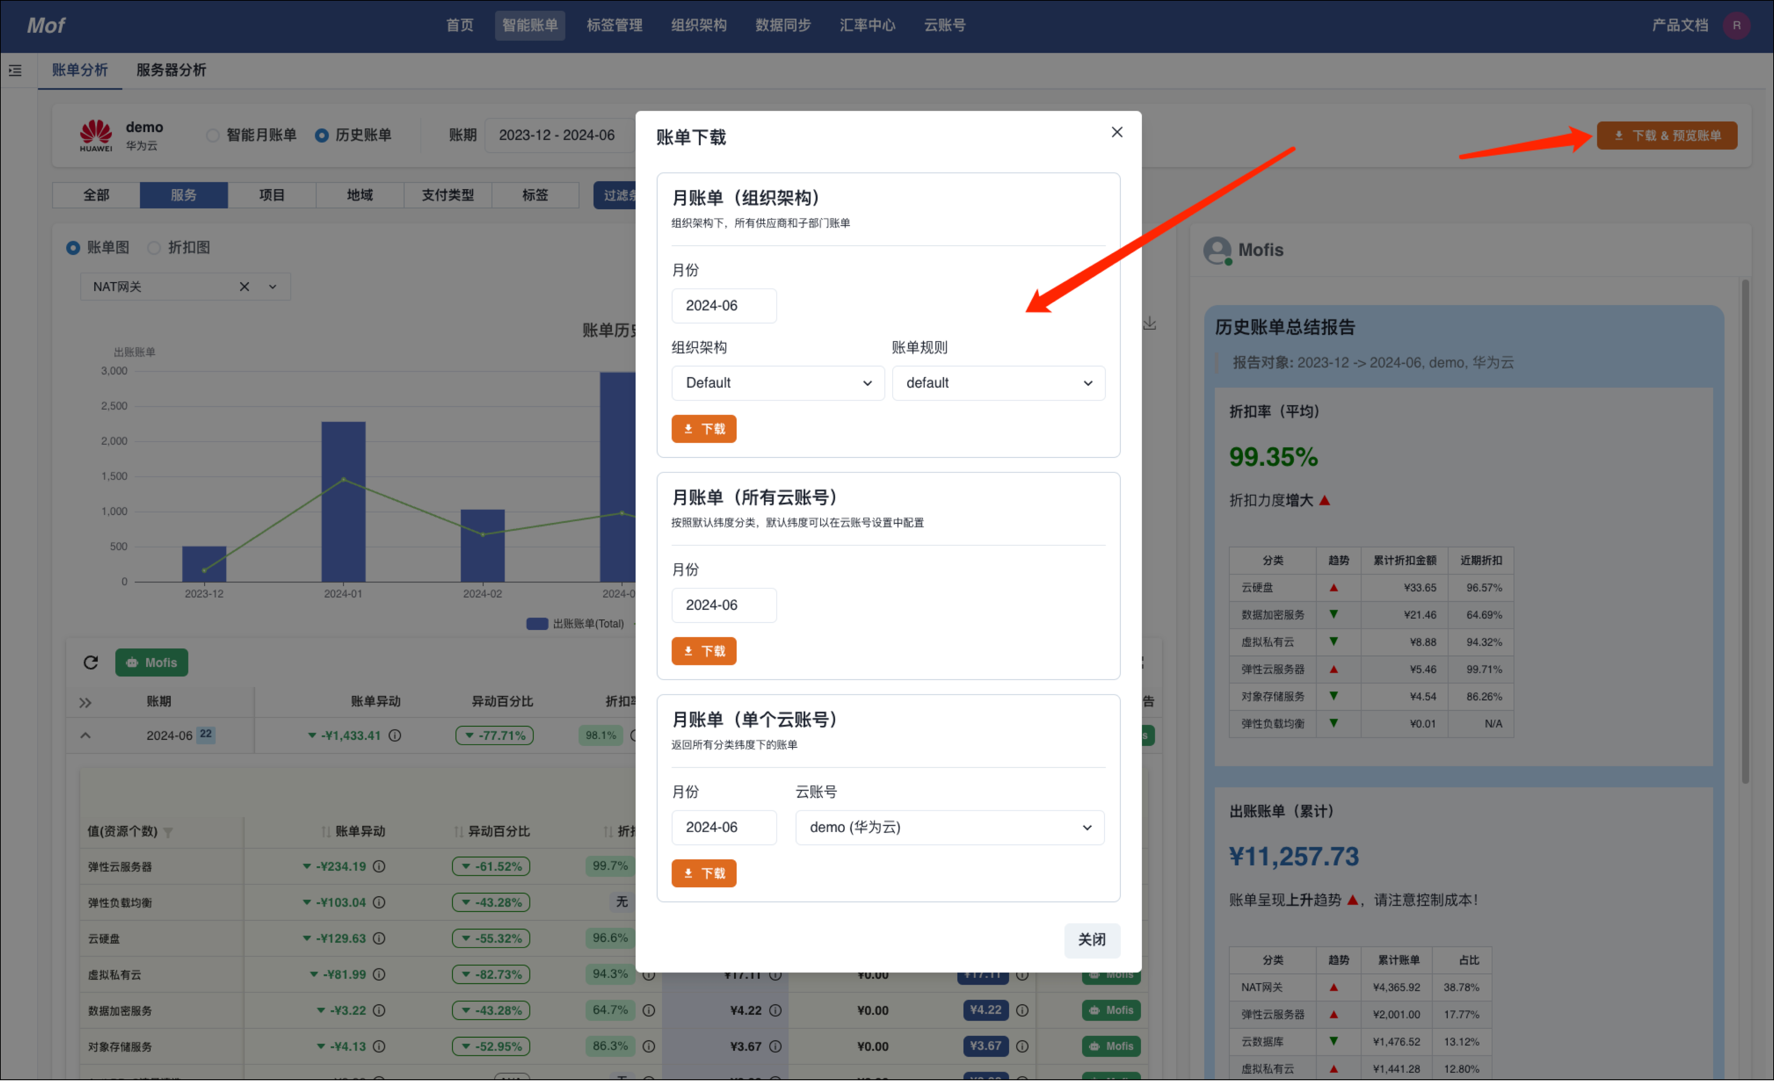 Mof
首页 智能账单 标签管理 组织架构 数据同步 汇率中心 云账号
产品文档 R
账单分析 服务器分析
HUAWEI
demo
华为云
智能月账单 历史账单
账期 2023-12 - 2024-06
下载 & 预览账单
全部 服务 项目 地域 支付类型 标签
账单图 折扣图
NAT网关
账单历
出账账单
3,000
2,500
2,000
1,500
1,000
500
0
2023-12 2024-01 2024-02 2024-0
出账账单(Total)
Mofis
账期 账单异动 异动百分比
2024-06 22 -¥1,433.41 -77.71% 98.1%
值(资源个数) 账单异动 异动百分比
弹性云服务器 -¥234.19 -61.52% 99.7%
弹性负载均衡 -¥103.04 -43.28% 无
云硬盘 -¥129.63 -55.32% 96.6%
虚拟私有云 -¥81.99 -82.73% 94.3% ¥17.11 ¥0.00 ¥17.11 Mofis
数据加密服务 -¥3.22 -43.28% 64.7% ¥4.22 ¥0.00 ¥4.22 Mofis
对象存储服务 -¥4.13 -52.95% 86.3% ¥3.67 ¥0.00 ¥3.67 Mofis
账单下载
月账单（组织架构）
组织架构下，所有供应商和子部门账单
月份
2024-06
组织架构 账单规则
Default default
下载
月账单（所有云账号）
按照默认纬度分类，默认纬度可以在云账号设置中配置
月份
2024-06
下载
月账单（单个云账号）
返回所有分类纬度下的账单
月份 云账号
2024-06 demo (华为云)
下载
关闭
Mofis
历史账单总结报告
报告对象: 2023-12 -> 2024-06, demo, 华为云
折扣率（平均）
99.35%
折扣力度增大
分类 趋势 累计折扣金额 近期折扣
云硬盘 ¥33.65 96.57%
数据加密服务 ¥21.46 64.69%
虚拟私有云 ¥8.88 94.32%
弹性云服务器 ¥5.46 99.71%
对象存储服务 ¥4.54 86.26%
弹性负载均衡 ¥0.01 N/A
出账账单（累计）
¥11,257.73
账单呈现上升趋势，请注意控制成本！
分类 趋势 累计账单 占比
NAT网关 ¥4,365.92 38.78%
弹性云服务器 ¥2,001.00 17.77%
云数据库 ¥1,476.52 13.12%
虚拟私有云 ¥1,441.28 12.80%